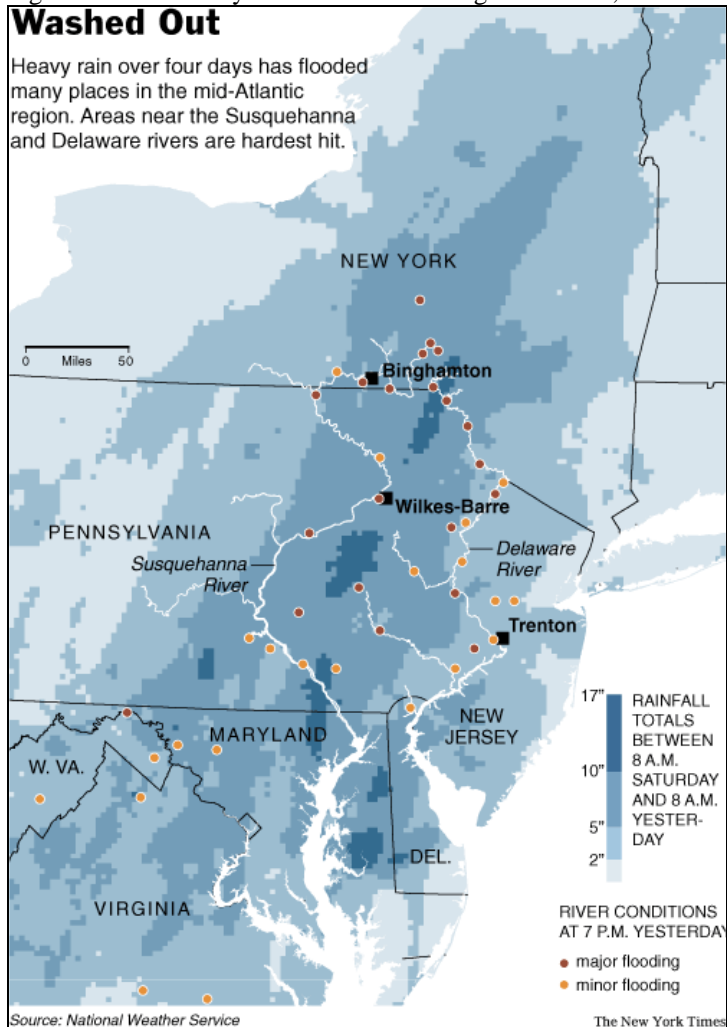 Washed Out
Heavy rain over four days has flooded
many places in the mid-Atlantic
region. Areas near the Susquehanna
and Delaware rivers are hardest hit.
NEW YORK
0 Miles 50
Binghamton
Wilkes-Barre
PENNSYLVANIA
Susquehanna
River
Delaware
River
Trenton
MARYLAND
NEW
JERSEY
W. VA.
DEL.
VIRGINIA
17"
10"
5"
2"
RAINFALL
TOTALS
BETWEEN
8 A.M.
SATURDAY
AND 8 A.M.
YESTER-
DAY
RIVER CONDITIONS
AT 7 P.M. YESTERDAY
major flooding
minor flooding
Source: National Weather Service
The New York Times